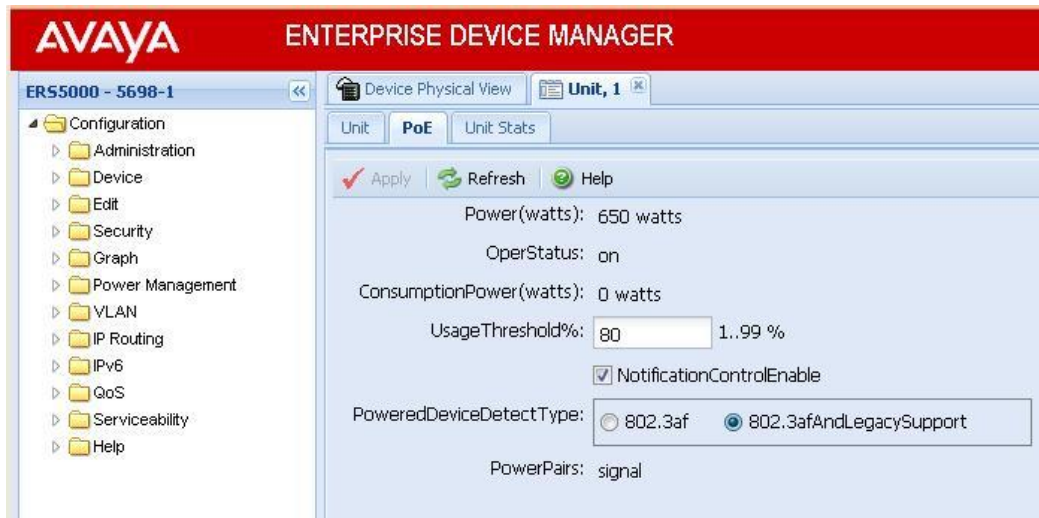 AVAYA ENTERPRISE DEVICE MANAGER
ERS5000 - 5698-1
Configuration
Administration
Device
Edit
Security
Graph
Power Management
VLAN
IP Routing
IPv6
QoS
Serviceability
Help
Device Physical View Unit, 1
Unit PoE Unit Stats
Apply Refresh Help
Power(watts): 650 watts
OperStatus: on
ConsumptionPower(watts): 0 watts
UsageThreshold%: 80 1..99 %
NotificationControlEnable
PoweredDeviceDetectType: 802.3af 802.3afAndLegacySupport
PowerPairs: signal